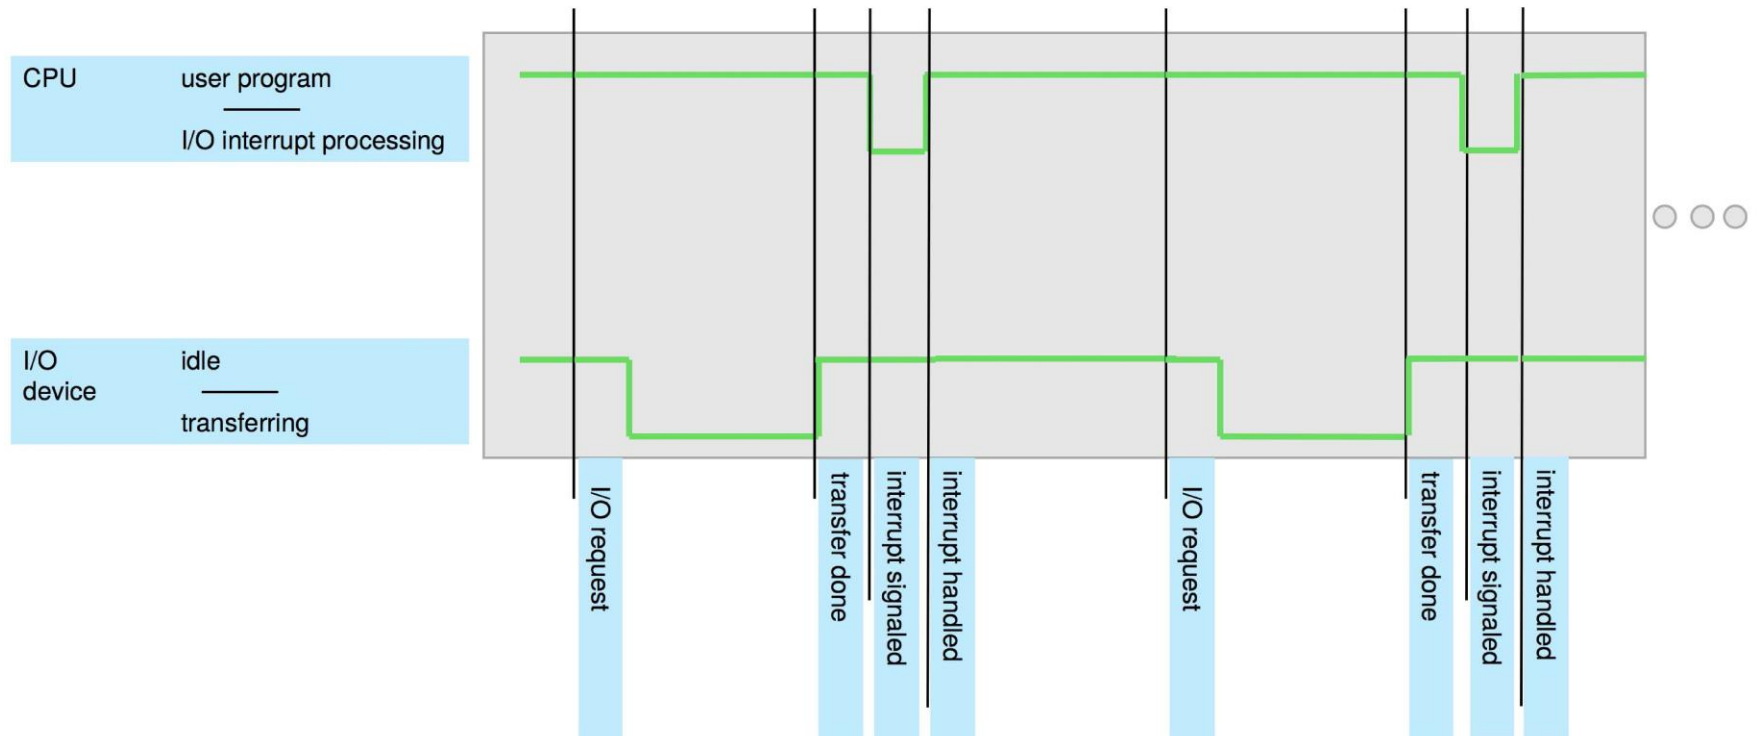 CPU
user program
I/O interrupt processing
I/O
device
idle
transferring
I/O request
transfer done
interrupt signaled
interrupt handled
I/O request
transfer done
interrupt signaled
interrupt handled